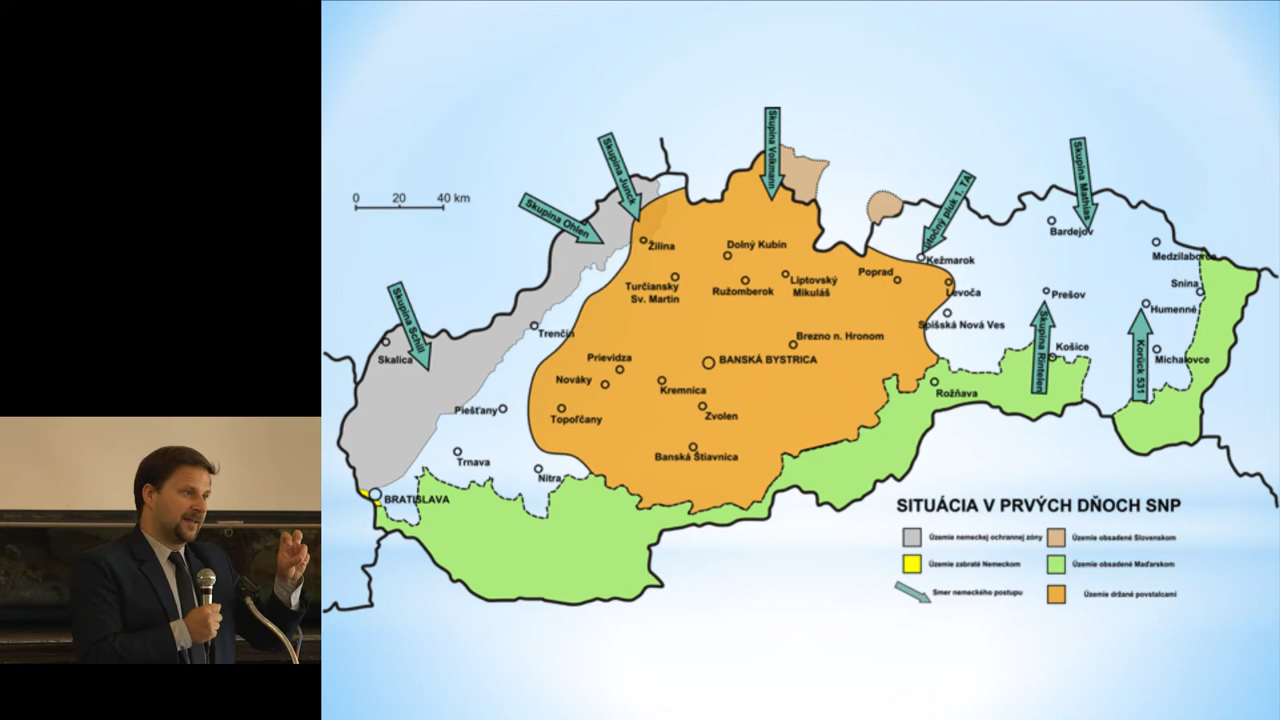 0 20 40 km
Skupina Schill
Skupina Ohlen
Skupina Junck
Skupina Volkmann
Útočný pluk 1. TA
Skupina Mathias
Skupina Rintelen
Korück 531
Žilina
Dolný Kubín
Turčiansky
Sv. Martin
Ružomberok
Liptovský
Mikuláš
Poprad
Kežmarok
Levoča
Spišská Nová Ves
Bardejov
Medzilaborce
Snina
Prešov
Humenné
Košice
Michalovce
Rožňava
Trenčín
Skalica
Prievidza
Nováky
Brezno n. Hronom
BANSKÁ BYSTRICA
Kremnica
Piešťany
Topoľčany
Zvolen
Banská Štiavnica
Trnava
Nitra
BRATISLAVA
SITUÁCIA V PRVÝCH DŇOCH SNP
Územie nemeckej ochrannej zóny
Územie obsadené Slovenskom
Územie zabraté Nemeckom
Územie obsadené Maďarskom
Smer nemeckého postupu
Územie držané povstalcami